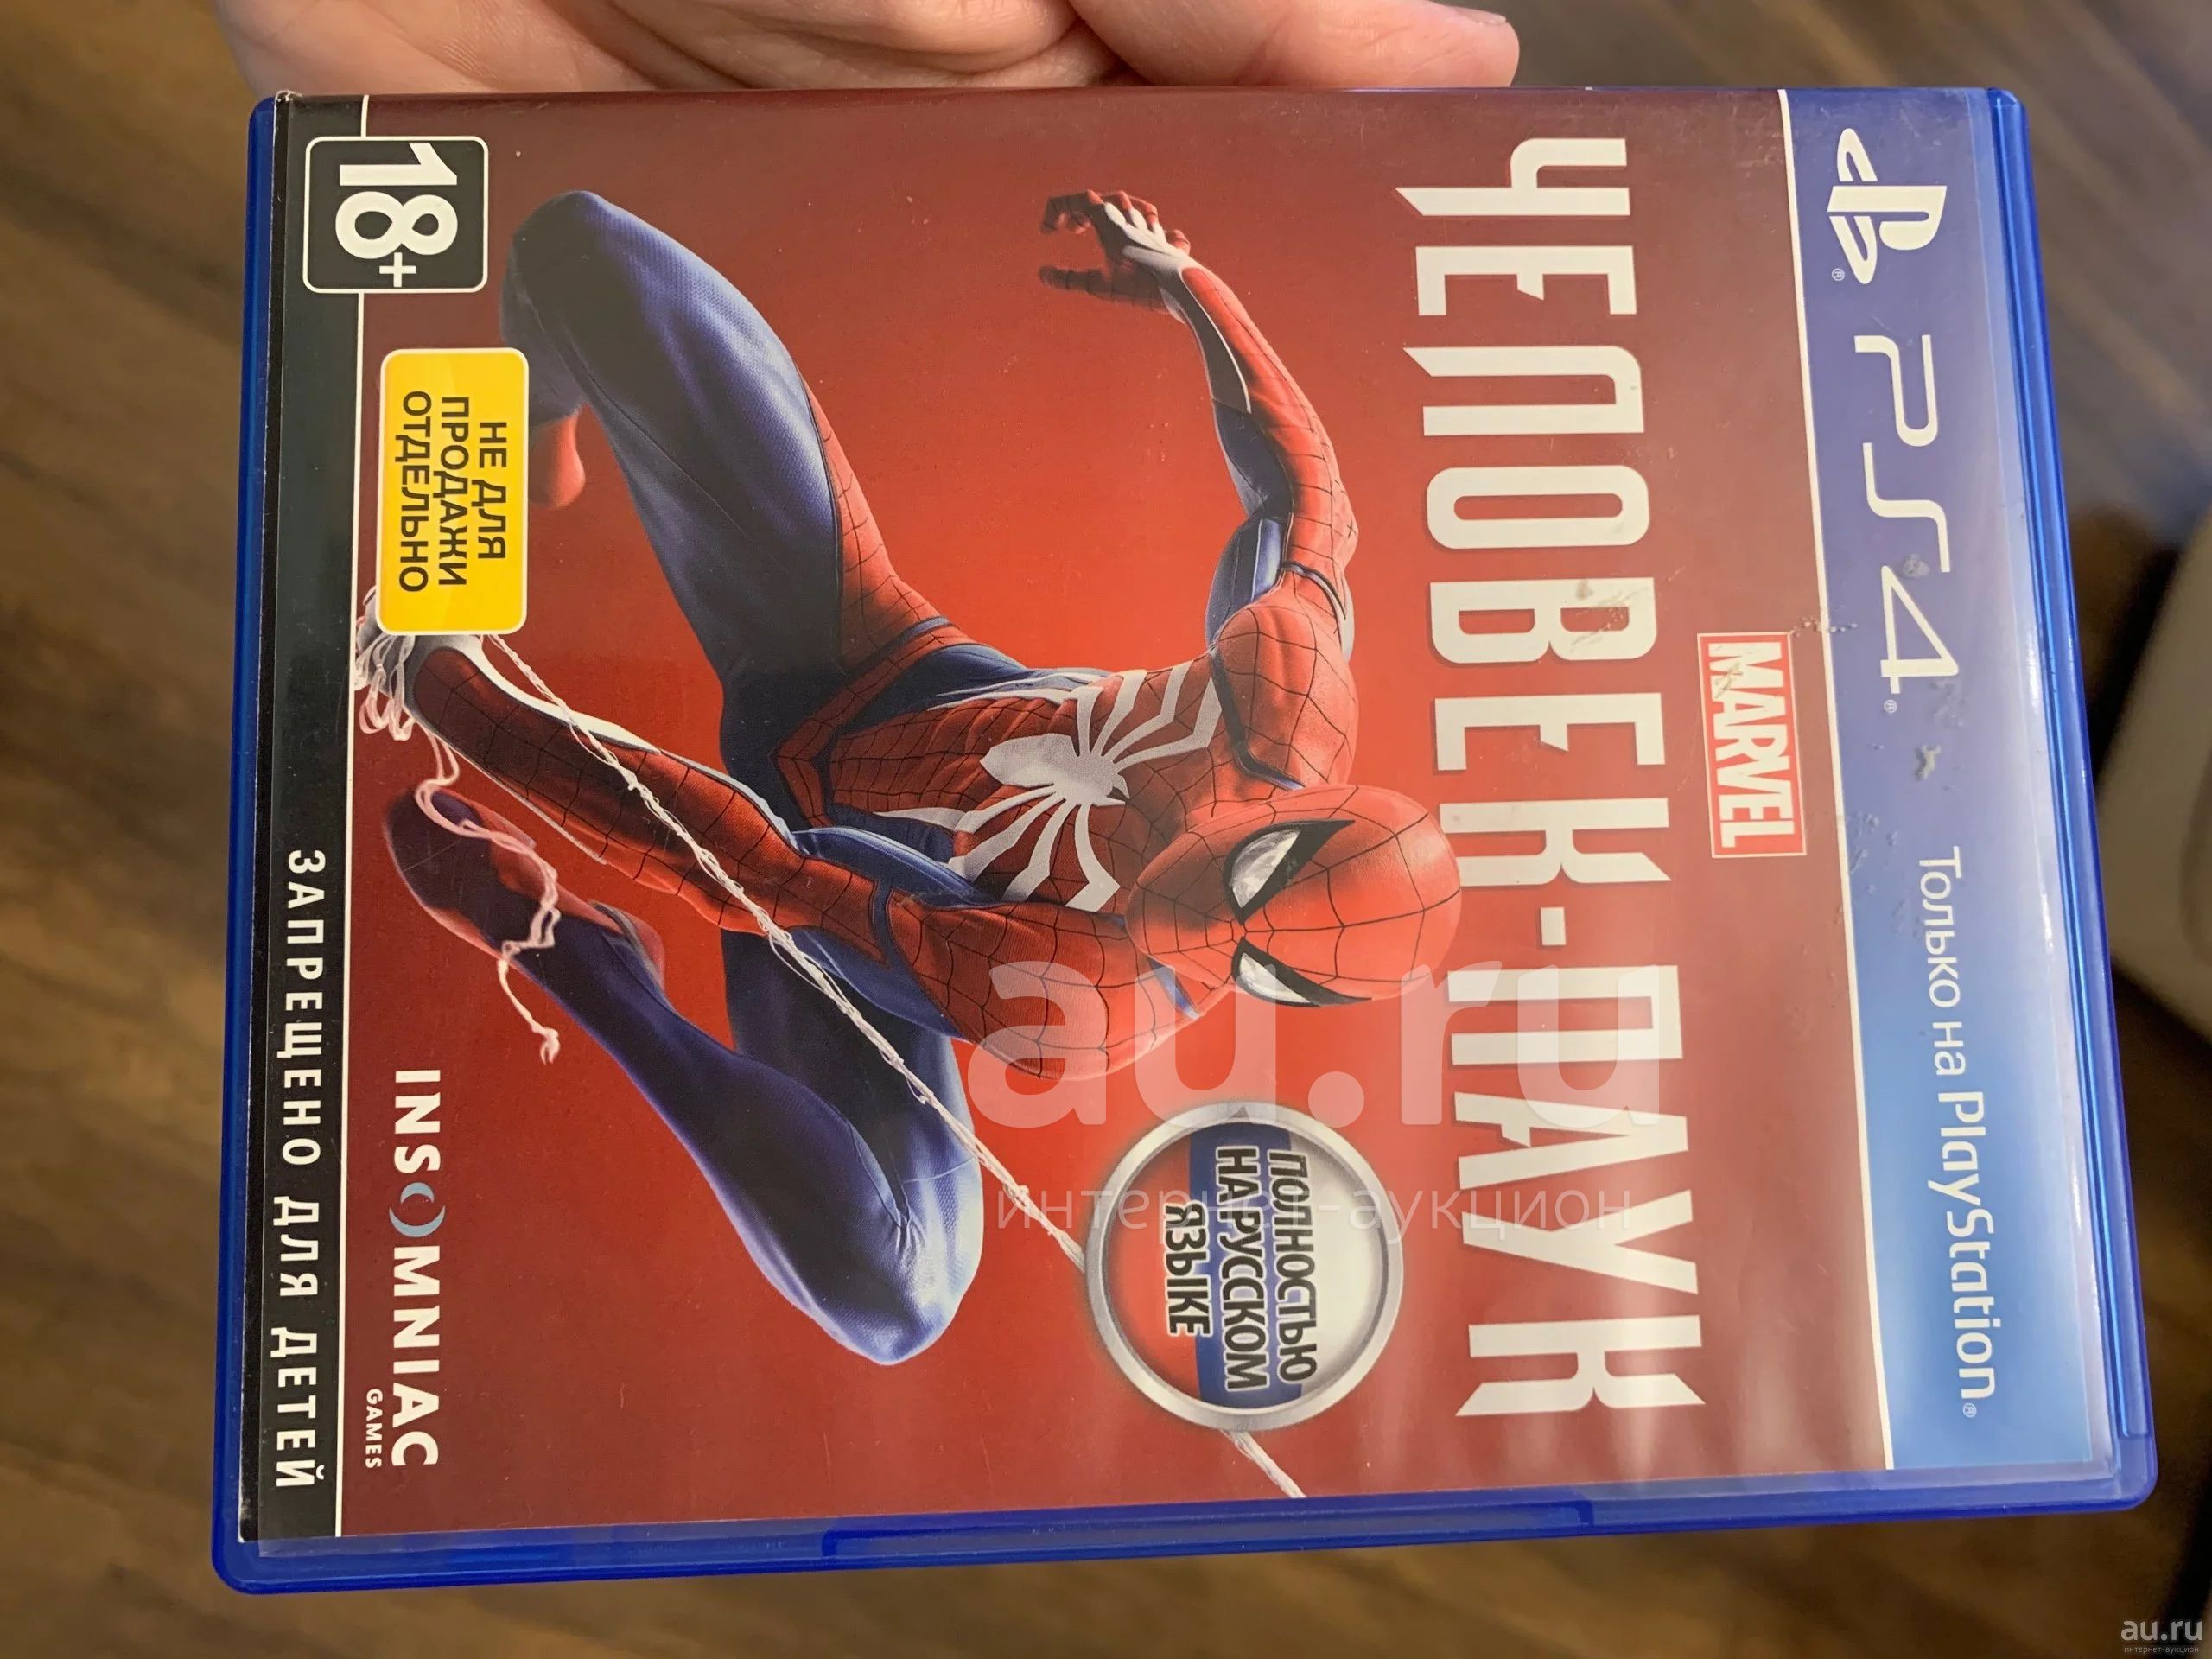 PS4
Только на PlayStation
MARVEL
ЧЕЛОВЕК-ПАУК
ПОЛНОСТЬЮ
НА РУССКОМ
ЯЗЫКЕ
НЕ ДЛЯ
ПРОДАЖИ
ОТДЕЛЬНО
INSOMNIAC
GAMES
18+
ЗАПРЕЩЕНО ДЛЯ ДЕТЕЙ
au.ru
интернет-аукцион
au.ru
интернет-аукцион